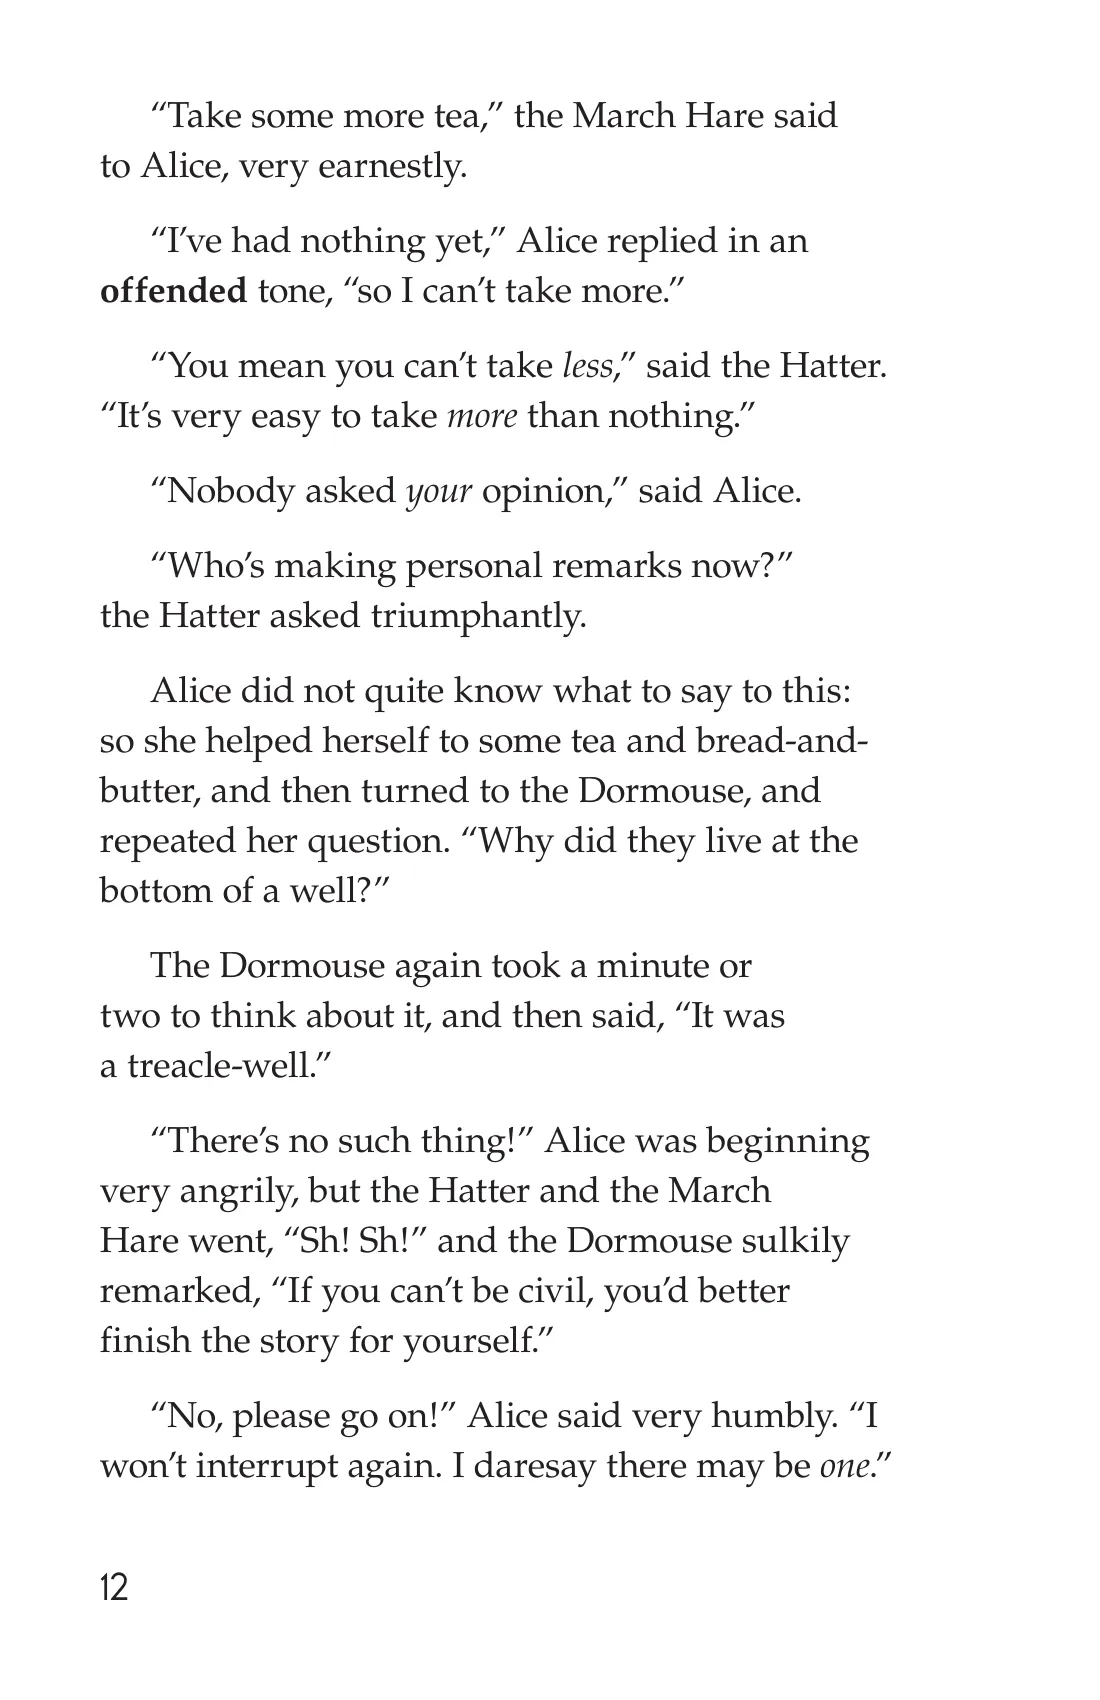 “Take some more tea,” the March Hare said
to Alice, very earnestly.
“I’ve had nothing yet,” Alice replied in an
offended tone, “so I can’t take more.”
“You mean you can’t take less,” said the Hatter.
“It’s very easy to take more than nothing.”
“Nobody asked your opinion,” said Alice.
“Who’s making personal remarks now?”
the Hatter asked triumphantly.
Alice did not quite know what to say to this:
so she helped herself to some tea and bread-and-
butter, and then turned to the Dormouse, and
repeated her question. “Why did they live at the
bottom of a well?”
The Dormouse again took a minute or
two to think about it, and then said, “It was
a treacle-well.”
“There’s no such thing!” Alice was beginning
very angrily, but the Hatter and the March
Hare went, “Sh! Sh!” and the Dormouse sulkily
remarked, “If you can’t be civil, you’d better
finish the story for yourself.”
“No, please go on!” Alice said very humbly. “I
won’t interrupt again. I daresay there may be one.”
12